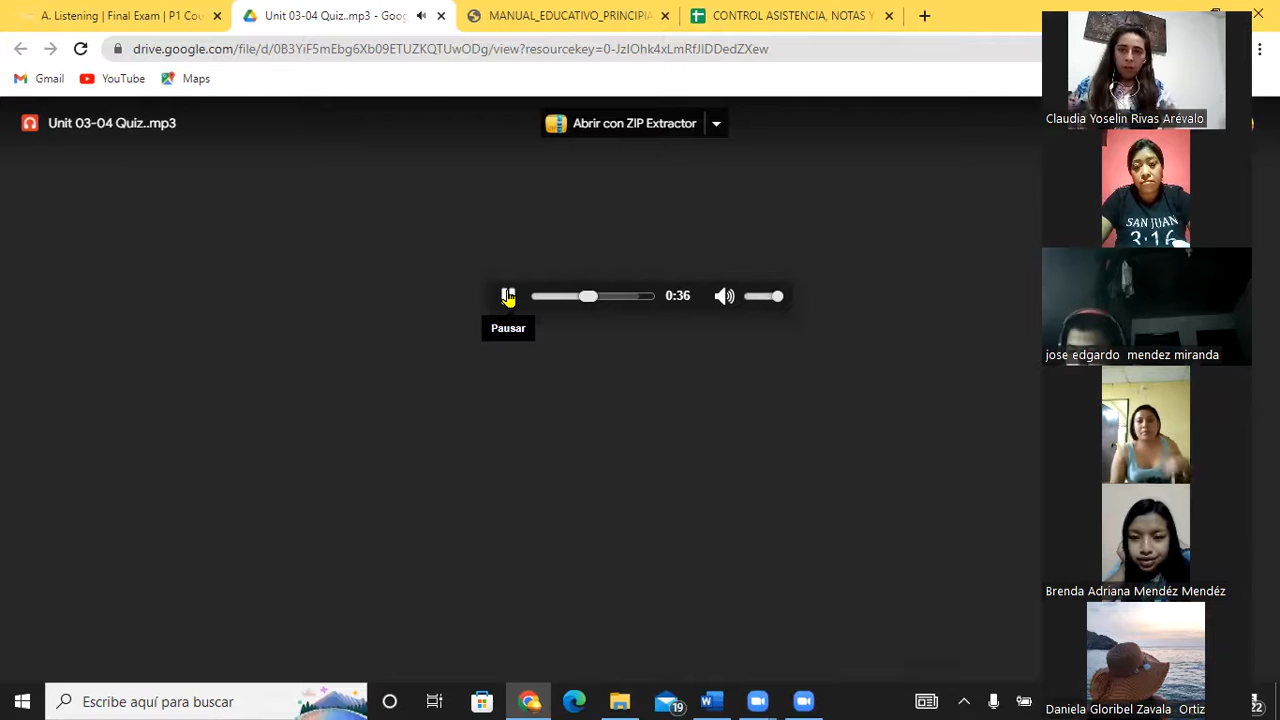 A. Listening | Final Exam | P1 Cou
Unit 03-04 Quiz..mp3 - Goog
MANUAL_EDUCATIVO_PRINCIPIA
CONTROL ASISTENCIA, NOTAS Y
drive.google.com/file/d/0B3YiF5mEbg6Xb09ETUZKQTUwODg/view?resourcekey=0-JzIOhk4xLmRfJIDDedZXew
Gmail
YouTube
Maps
Unit 03-04 Quiz..mp3
Abrir con ZIP Extractor
0:36
Pausar
Claudia Yoselin Rivas Arévalo
SAN JUAN
3:16
jose edgardo mendez miranda
Brenda Adriana Mendéz Mendéz
Daniela Gloribel Zavala Ortiz
Escribe aquí para buscar
19
22